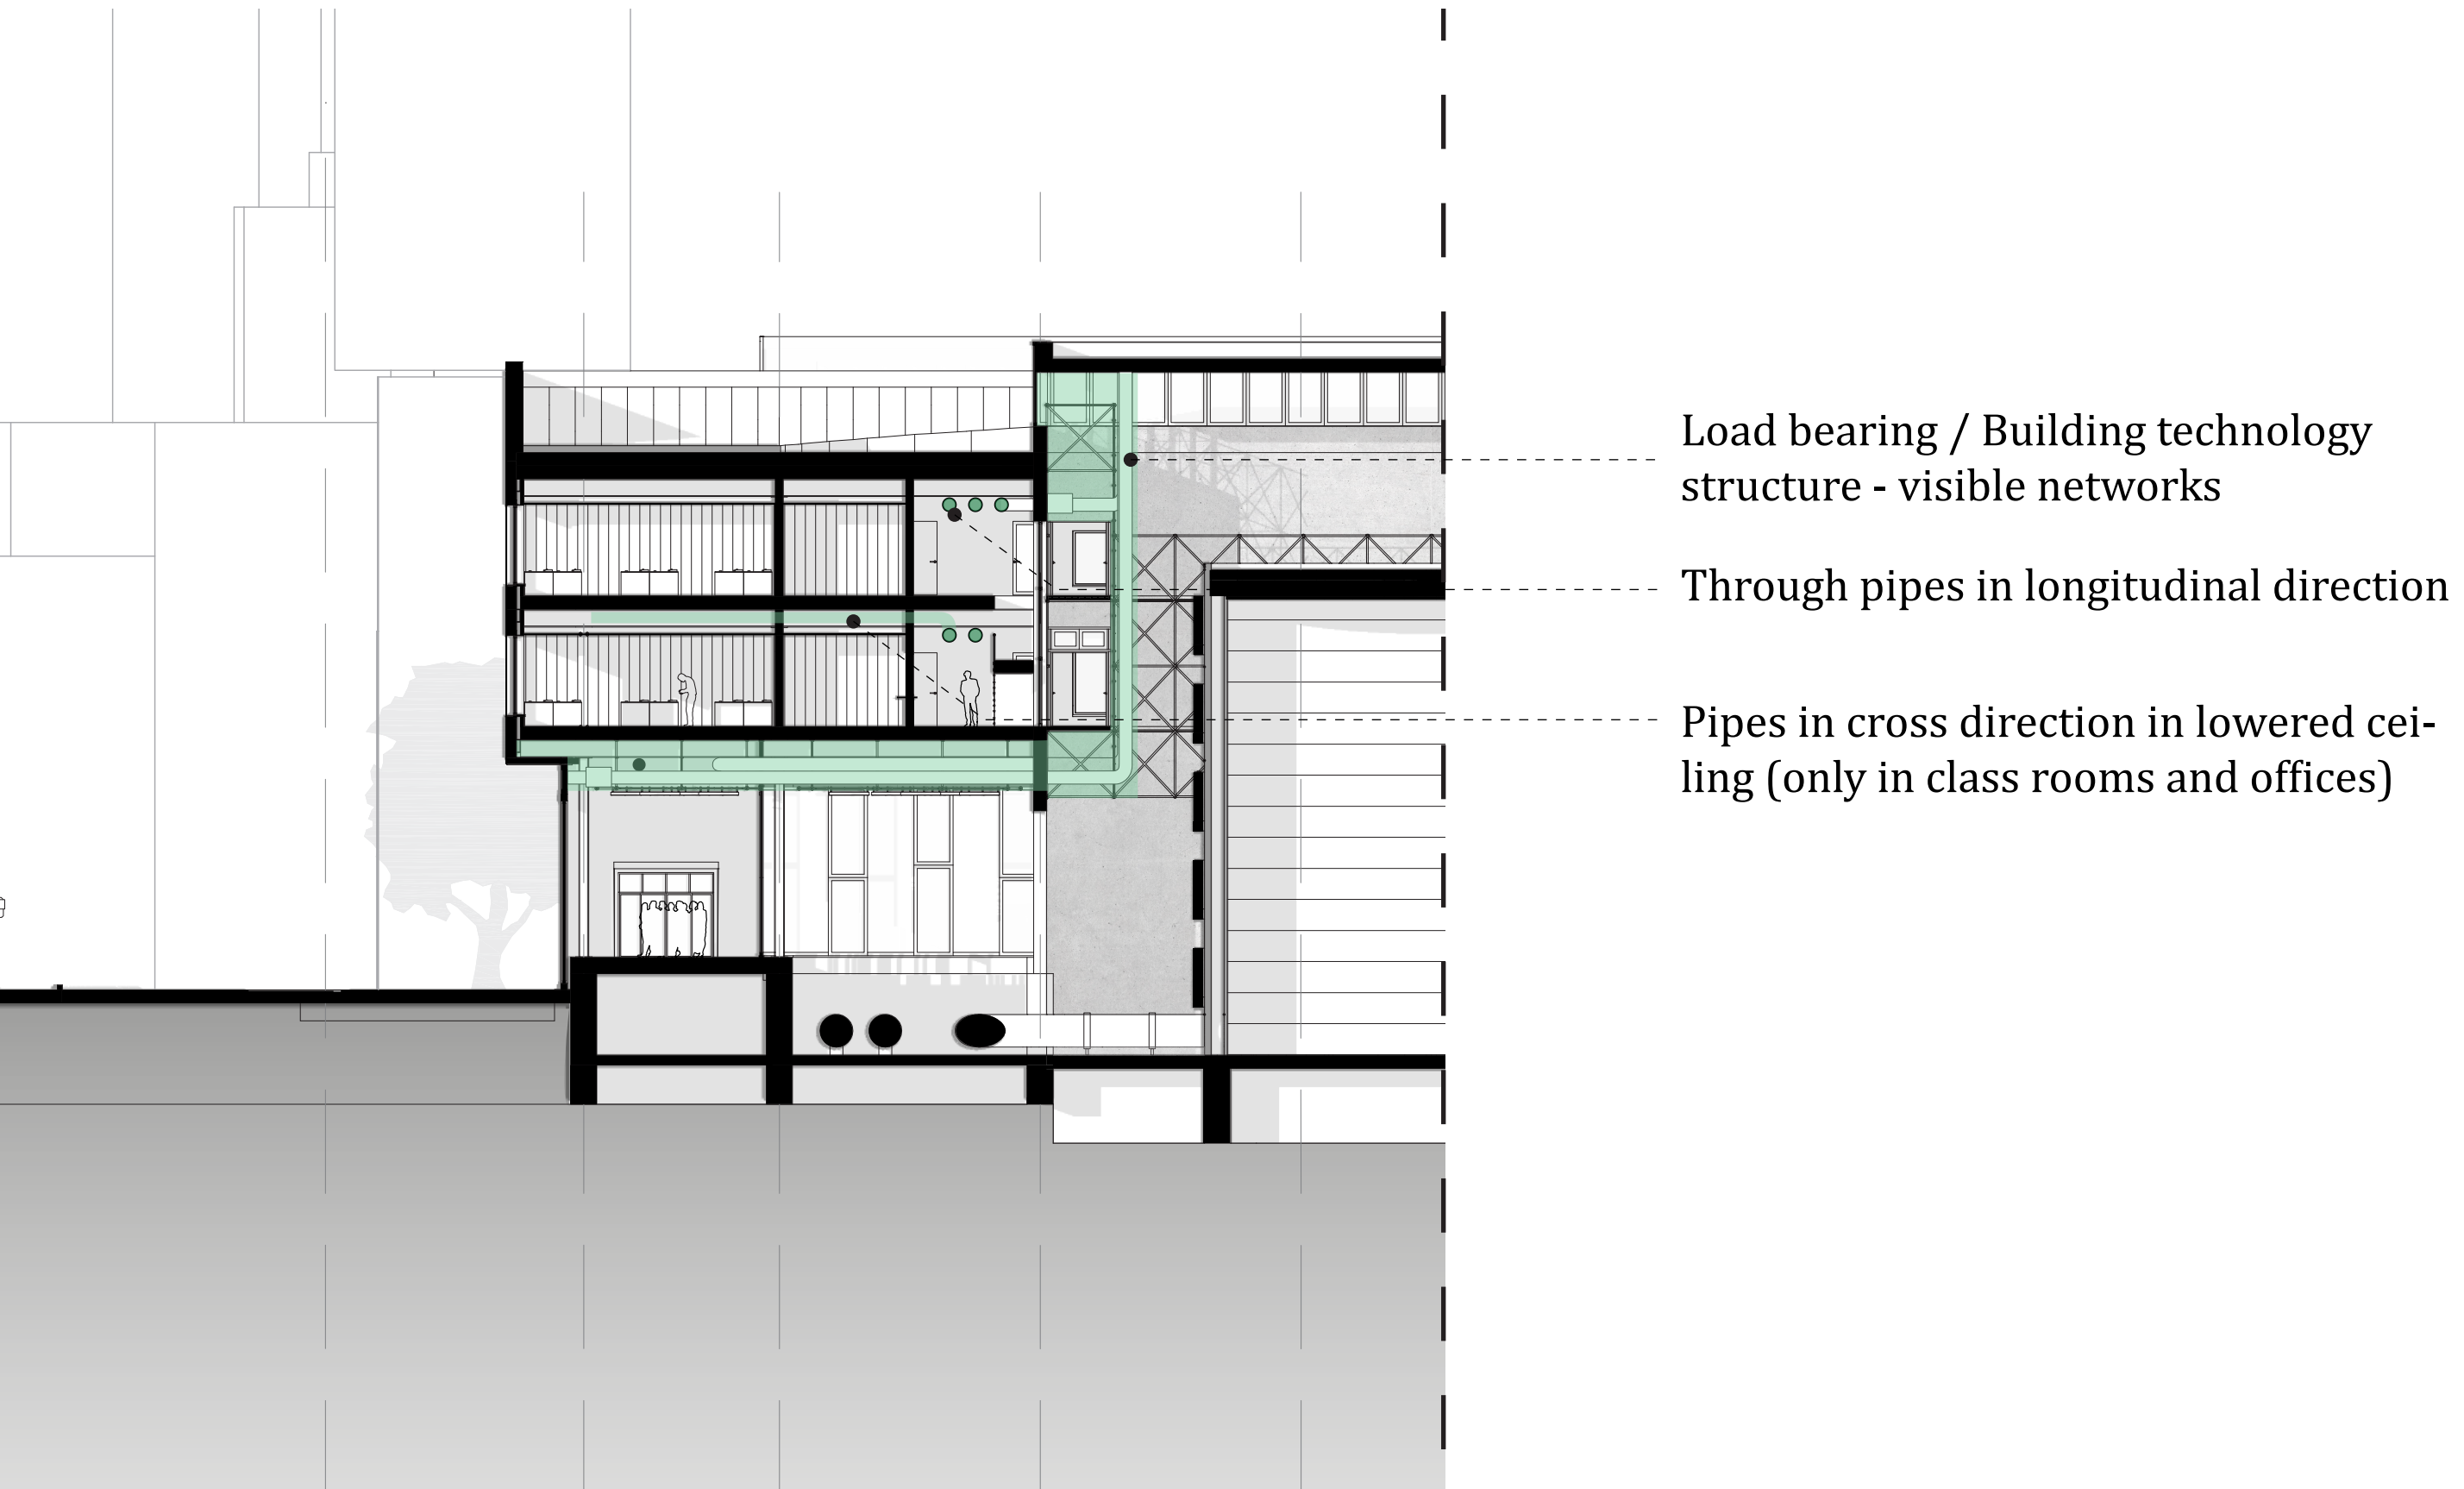 Load bearing / Building technology
structure - visible networks
Through pipes in longitudinal direction
Pipes in cross direction in lowered cei-
ling (only in class rooms and offices)